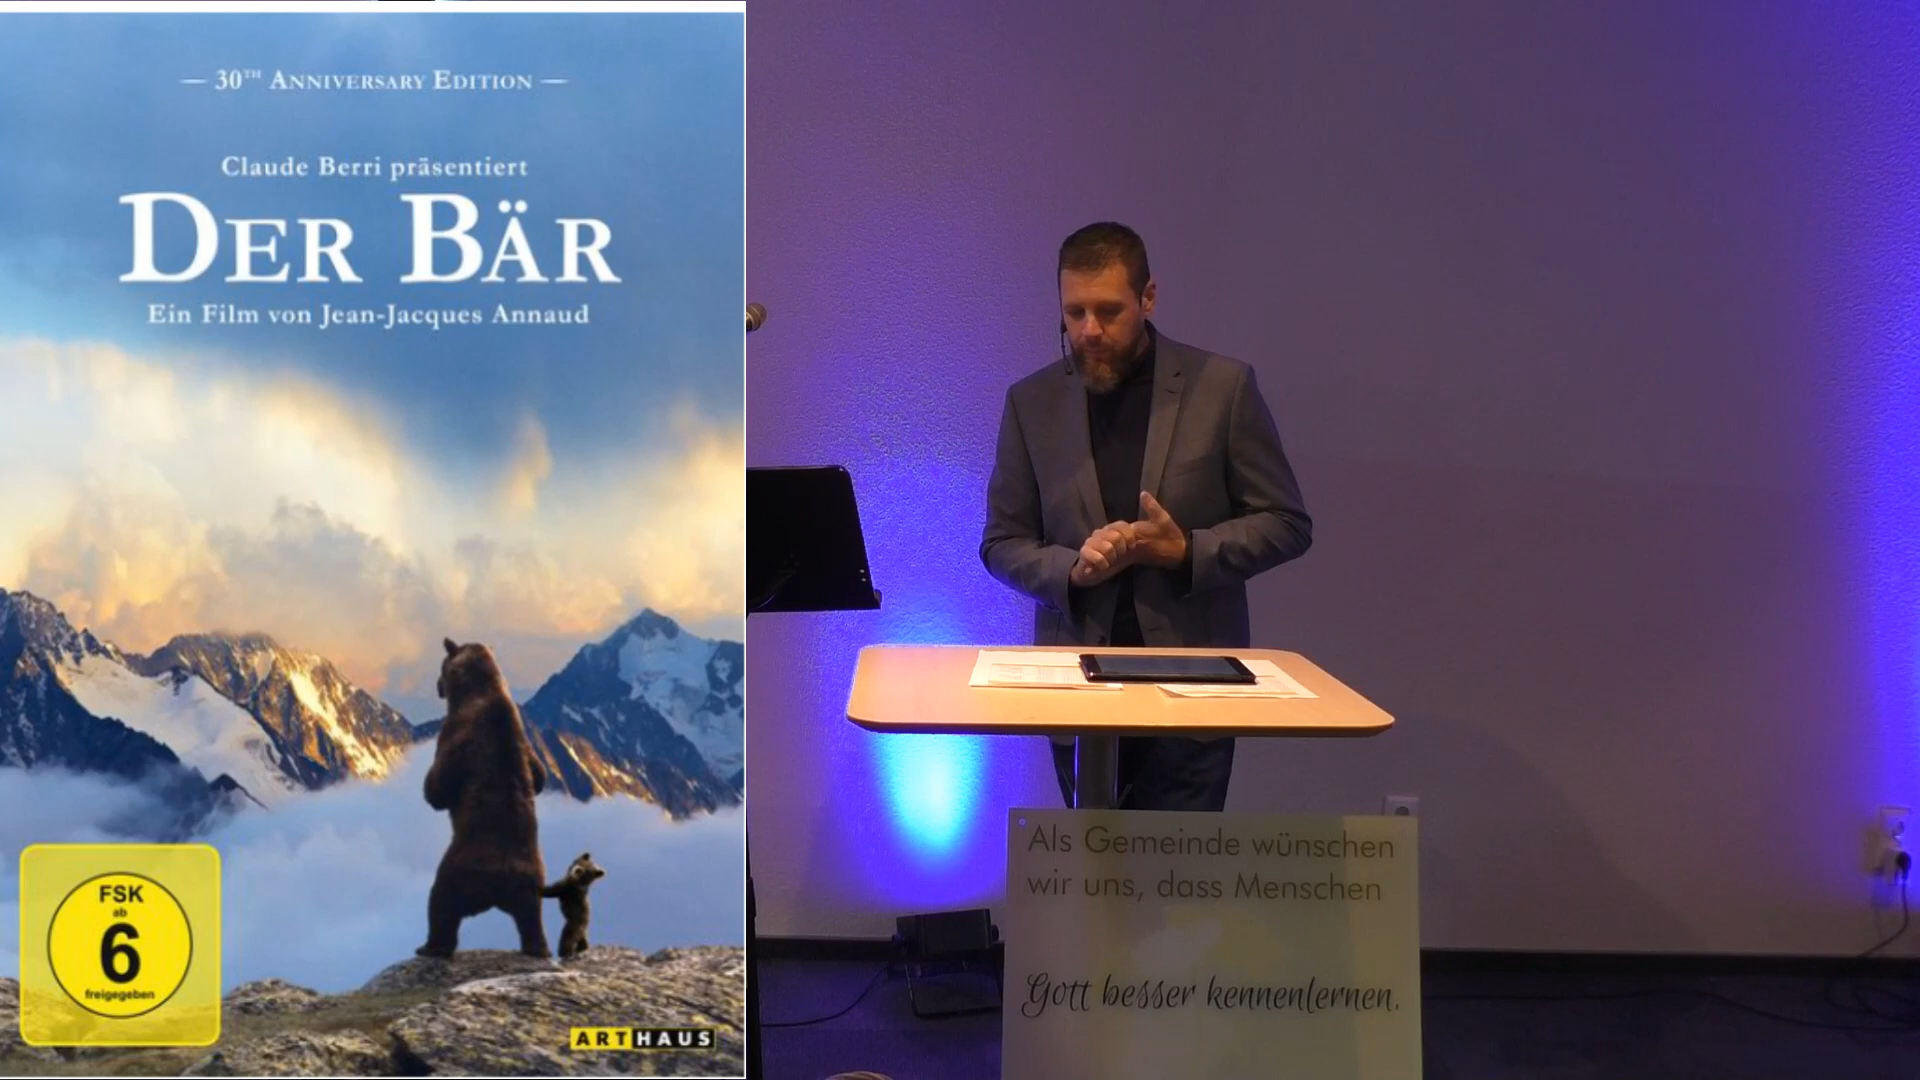 — 30TH ANNIVERSARY EDITION —
Claude Berri präsentiert
DER BÄR
Ein Film von Jean-Jacques Annaud
FSK
ab
6
freigegeben
ARTHAUS
Als Gemeinde wünschen
wir uns, dass Menschen
Gott besser kennenlernen.